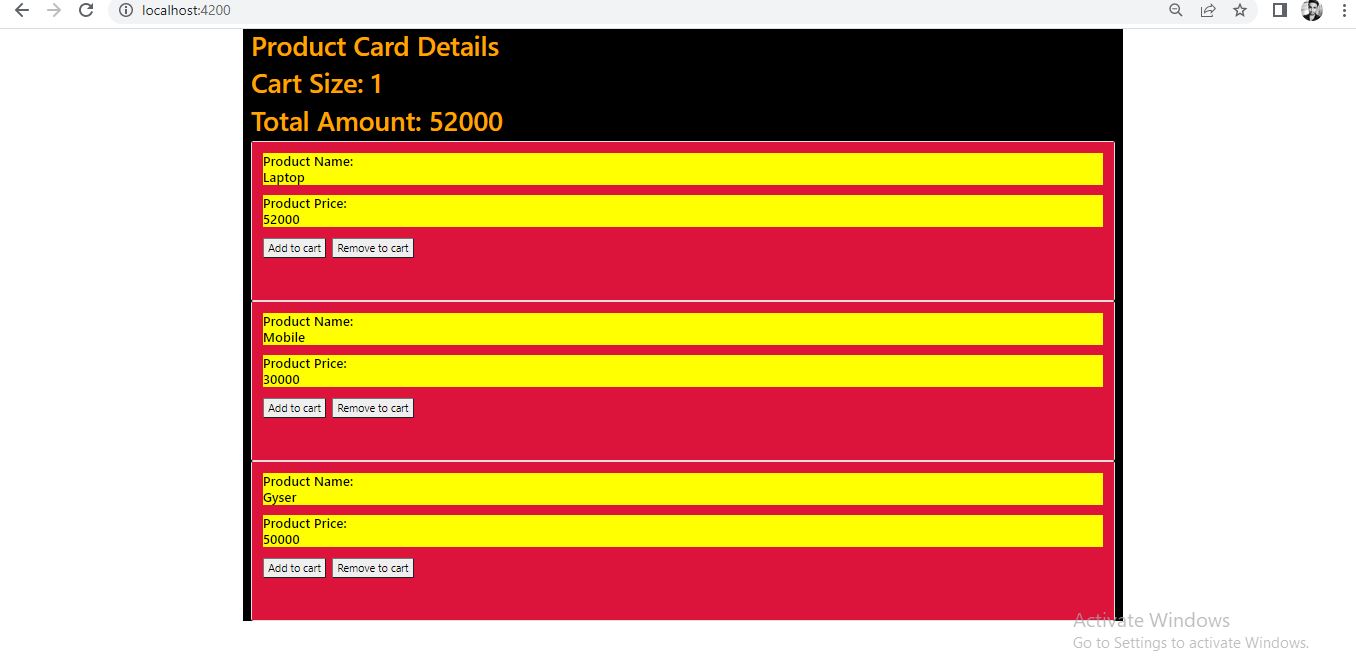 localhost:4200
Product Card Details
Cart Size: 1
Total Amount: 52000
Product Name:
Laptop
Product Price:
52000
Add to cart Remove to cart
Product Name:
Mobile
Product Price:
30000
Add to cart Remove to cart
Product Name:
Gyser
Product Price:
50000
Add to cart Remove to cart
Activate Windows
Go to Settings to activate Windows.